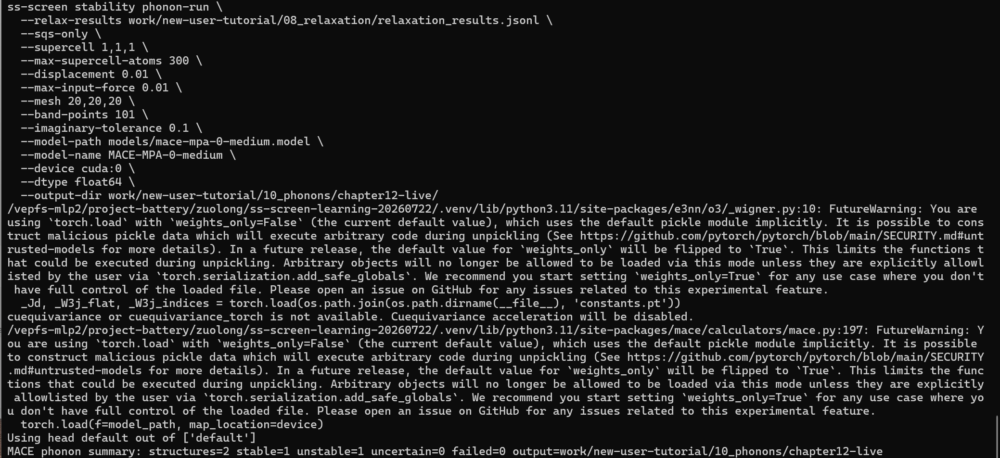 ss-screen stability phonon-run \
  --relax-results work/new-user-tutorial/08_relaxation/relaxation_results.jsonl \
  --sqs-only \
  --supercell 1,1,1 \
  --max-supercell-atoms 300 \
  --displacement 0.01 \
  --max-input-force 0.01 \
  --mesh 20,20,20 \
  --band-points 101 \
  --imaginary-tolerance 0.1 \
  --model-path models/mace-mpa-0-medium.model \
  --model-name MACE-MPA-0-medium \
  --device cuda:0 \
  --dtype float64 \
  --output-dir work/new-user-tutorial/10_phonons/chapter12-live/
/vepfs-mlp2/project-battery/zuolong/ss-screen-learning-20260722/.venv/lib/python3.11/site-packages/e3nn/o3/_wigner.py:10: FutureWarning: You are
using `torch.load` with `weights_only=False` (the current default value), which uses the default pickle module implicitly. It is possible to cons
truct malicious pickle data which will execute arbitrary code during unpickling (See https://github.com/pytorch/pytorch/blob/main/SECURITY.md#unt
rusted-models for more details). In a future release, the default value for `weights_only` will be flipped to `True`. This limits the functions t
hat could be executed during unpickling. Arbitrary objects will no longer be allowed to be loaded via this mode unless they are explicitly allowl
isted by the user via `torch.serialization.add_safe_globals`. We recommend you start setting `weights_only=True` for any use case where you don't
 have full control of the loaded file. Please open an issue on GitHub for any issues related to this experimental feature.
  _Jd, _W3j_flat, _W3j_indices = torch.load(os.path.join(os.path.dirname(__file__), 'constants.pt'))
cuequivariance or cuequivariance_torch is not available. Cuequivariance acceleration will be disabled.
/vepfs-mlp2/project-battery/zuolong/ss-screen-learning-20260722/.venv/lib/python3.11/site-packages/mace/calculators/mace.py:197: FutureWarning: Y
ou are using `torch.load` with `weights_only=False` (the current default value), which uses the default pickle module implicitly. It is possible
to construct malicious pickle data which will execute arbitrary code during unpickling (See https://github.com/pytorch/pytorch/blob/main/SECURITY
.md#untrusted-models for more details). In a future release, the default value for `weights_only` will be flipped to `True`. This limits the func
tions that could be executed during unpickling. Arbitrary objects will no longer be allowed to be loaded via this mode unless they are explicitly
 allowlisted by the user via `torch.serialization.add_safe_globals`. We recommend you start setting `weights_only=True` for any use case where yo
u don't have full control of the loaded file. Please open an issue on GitHub for any issues related to this experimental feature.
  torch.load(f=model_path, map_location=device)
Using head default out of ['default']
MACE phonon summary: structures=2 stable=1 unstable=1 uncertain=0 failed=0 output=work/new-user-tutorial/10_phonons/chapter12-live